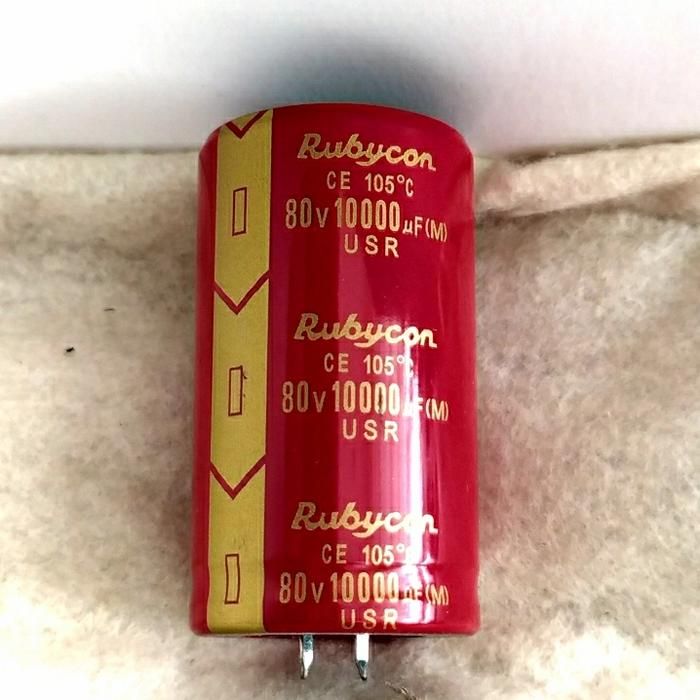 Rubycon
CE 105°C
80v 10000µF(M)
USR
Rubycon
CE 105°C
80v 10000µF(M)
USR
Rubycon
CE 105°C
80v 10000µF(M)
USR